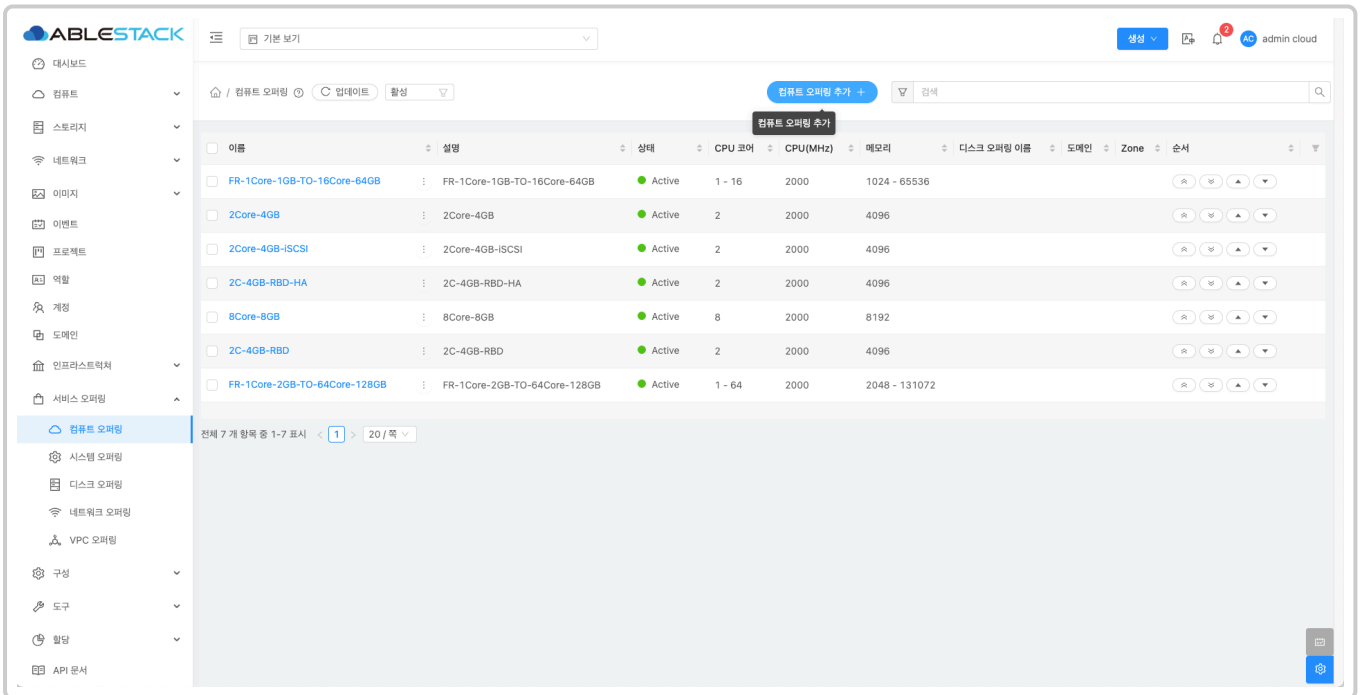 ABLESTACK
기본 보기
생성
2
AC admin cloud
대시보드
컴퓨트
스토리지
네트워크
이미지
이벤트
프로젝트
역할
계정
도메인
인프라스트럭쳐
서비스 오퍼링
컴퓨트 오퍼링
시스템 오퍼링
디스크 오퍼링
네트워크 오퍼링
VPC 오퍼링
구성
도구
할당
API 문서
/ 컴퓨트 오퍼링 업데이트 활성
컴퓨트 오퍼링 추가 +
검색
컴퓨트 오퍼링 추가
이름 설명 상태 CPU 코어 CPU(MHz) 메모리 디스크 오퍼링 이름 도메인 Zone 순서
FR-1Core-1GB-TO-16Core-64GB FR-1Core-1GB-TO-16Core-64GB Active 1 - 16 2000 1024 - 65536
2Core-4GB 2Core-4GB Active 2 2000 4096
2Core-4GB-iSCSI 2Core-4GB-iSCSI Active 2 2000 4096
2C-4GB-RBD-HA 2C-4GB-RBD-HA Active 2 2000 4096
8Core-8GB 8Core-8GB Active 8 2000 8192
2C-4GB-RBD 2C-4GB-RBD Active 2 2000 4096
FR-1Core-2GB-TO-64Core-128GB FR-1Core-2GB-TO-64Core-128GB Active 1 - 64 2000 2048 - 131072
전체 7 개 항목 중 1-7 표시 < 1 > 20 / 쪽